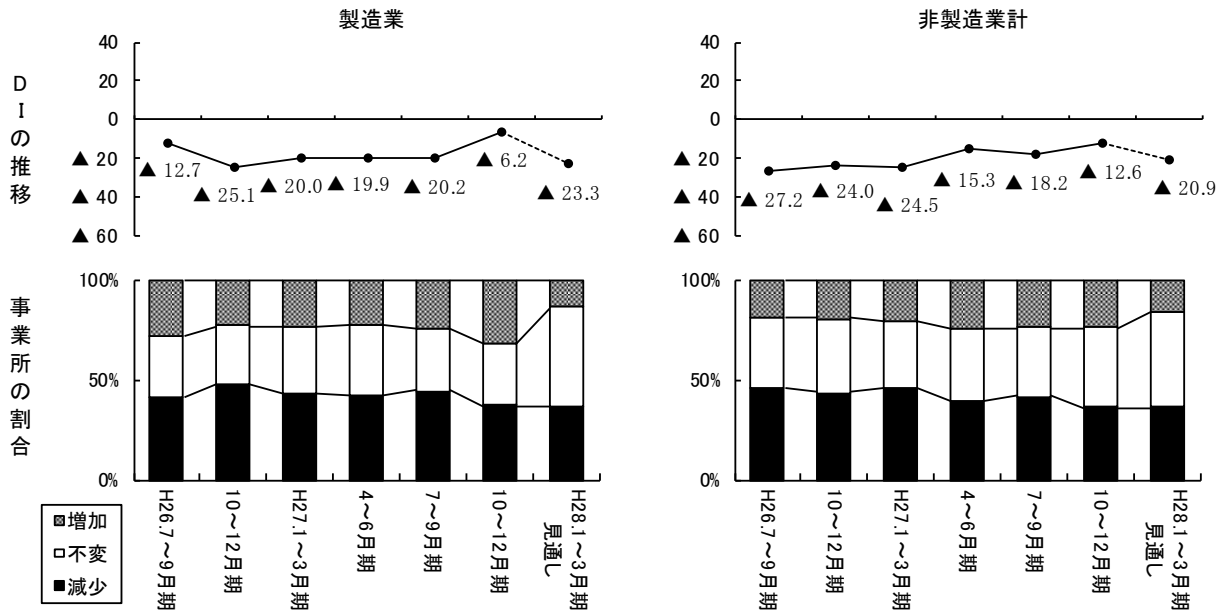 製造業
DIの推移
40
20
0
▲ 20
▲ 40
▲ 60
▲ 12.7
▲ 25.1
▲ 20.0
▲ 19.9
▲ 20.2
▲ 6.2
▲ 23.3
非製造業計
40
20
0
▲ 20
▲ 40
▲ 60
▲ 27.2
▲ 24.0
▲ 24.5
▲ 15.3
▲ 18.2
▲ 12.6
▲ 20.9
事業所の割合
100%
50%
0%
H26.7~9月期
10~12月期
H27.1~3月期
4~6月期
7~9月期
10~12月期
H28.1~3月期
見通し
100%
50%
0%
H26.7~9月期
10~12月期
H27.1~3月期
4~6月期
7~9月期
10~12月期
H28.1~3月期
見通し
増加
不変
減少